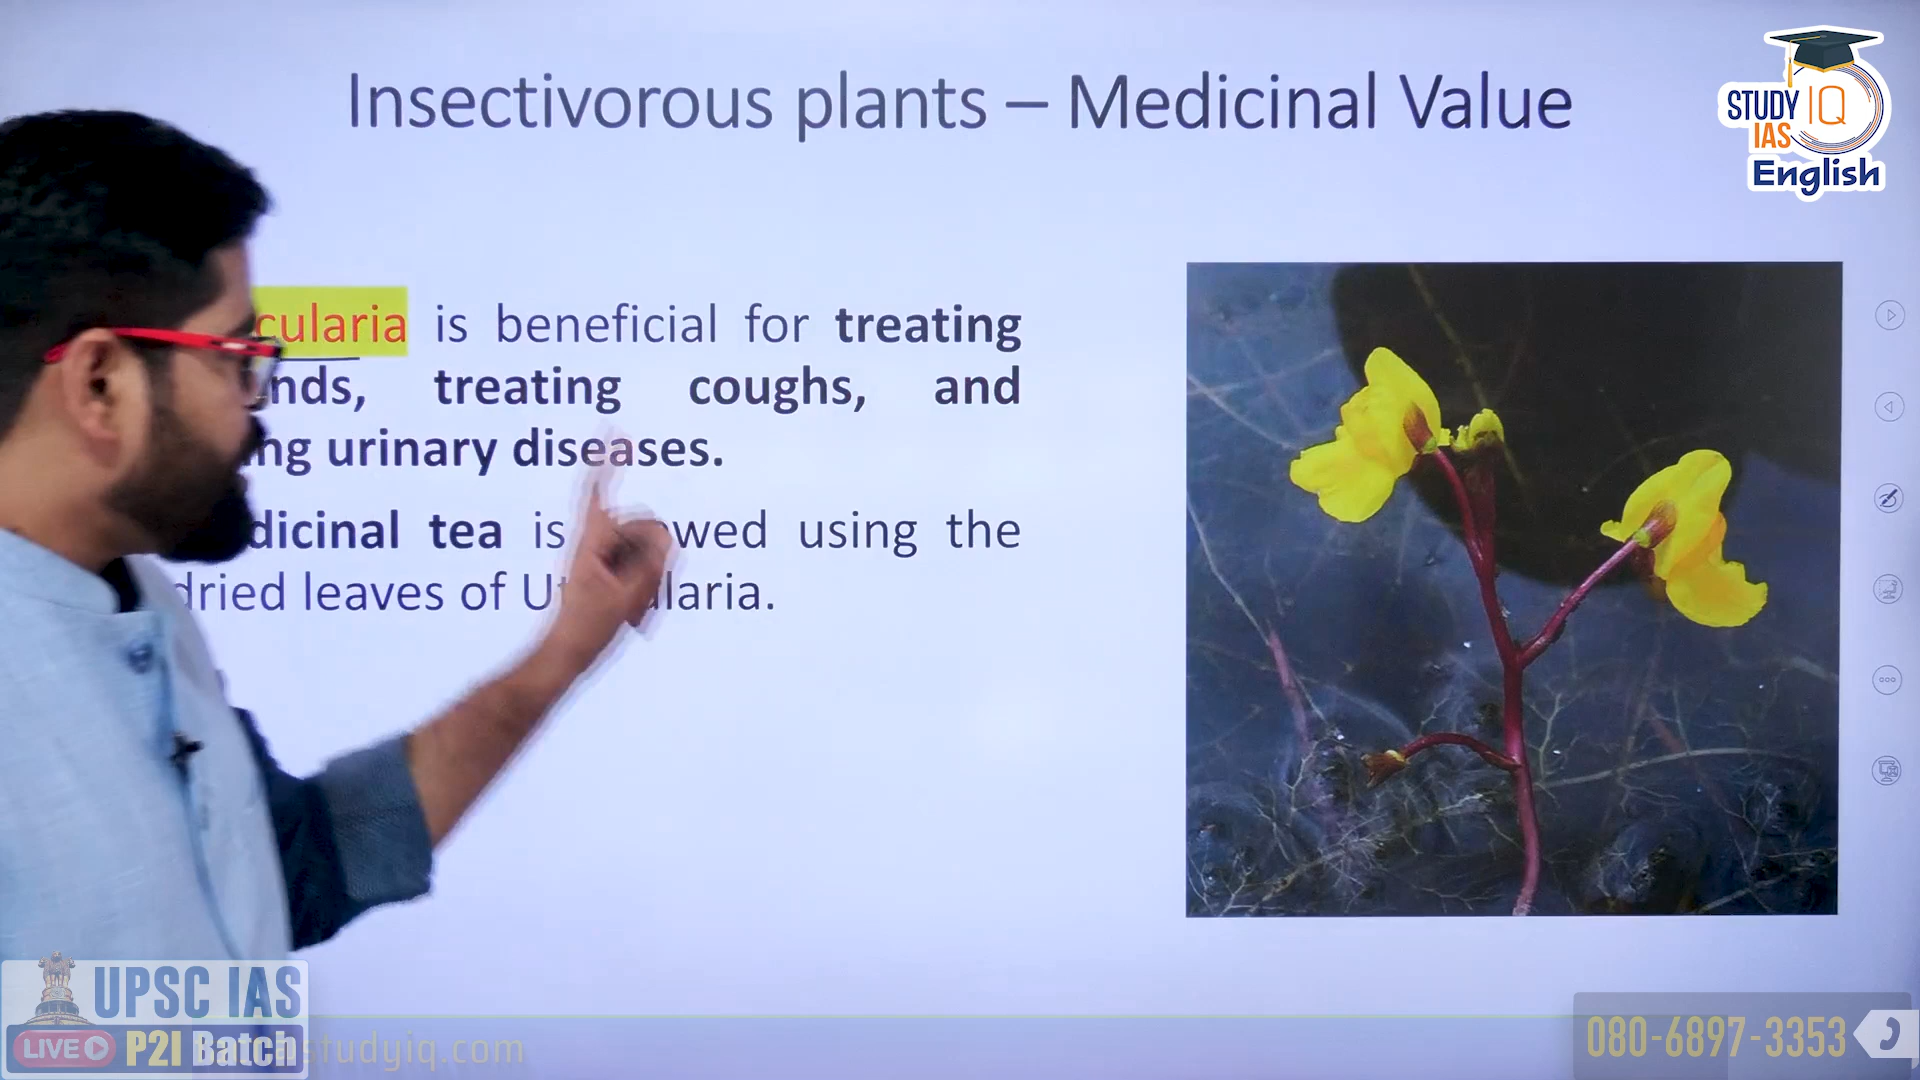 Insectivorous plants – Medicinal Value
STUDY IQ
IAS
English
cularia is beneficial for treating
nds, treating coughs, and
ng urinary diseases.
dicinal tea is wed using the
dried leaves of Ut laria.
UPSC IAS
LIVE P2I Batch
studyiq.com
080-6897-3353